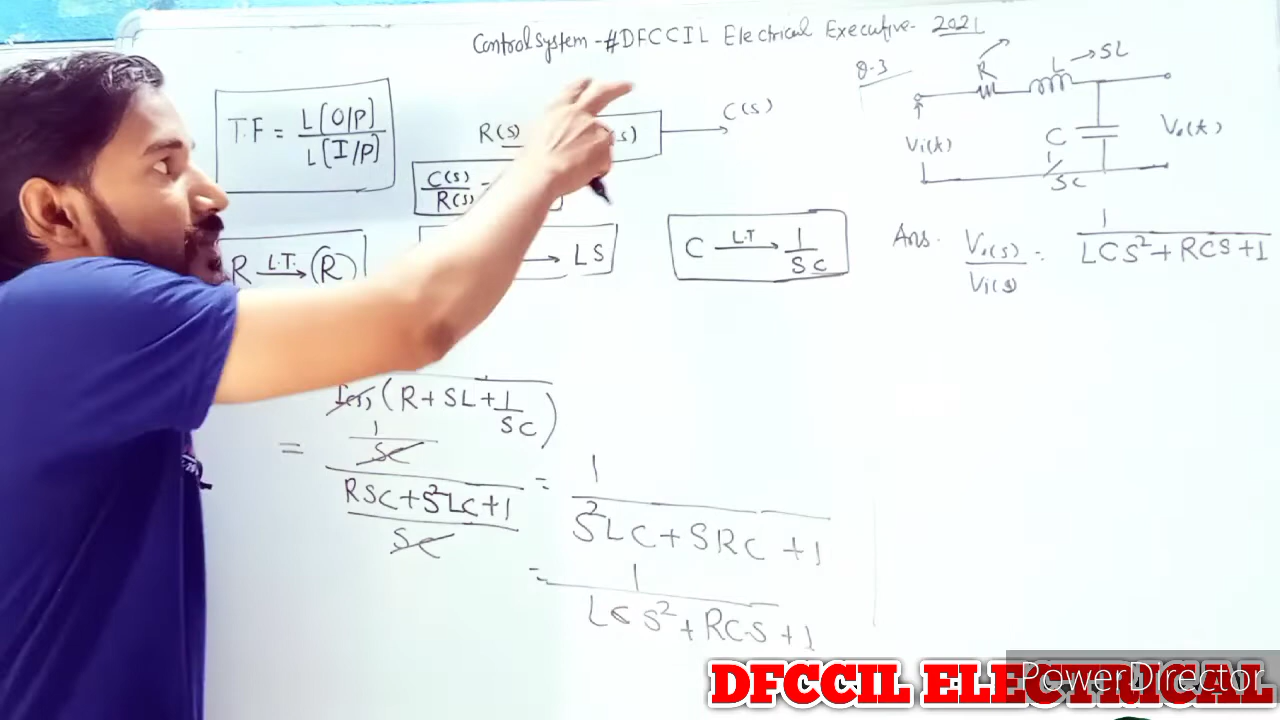 Control System - #DFCCIL Electrical Executive - 2021
T.F = L[O/P] / L[I/P]
R(s) (s) C(s)
C(s) / R(s) =
R L.T. → (R)
→ LS
C L.T → 1 / SC
Q-3
R L → SL
Vi(t) C 1 / SC Vo(t)
Ans. Vo(s) / Vi(s) = 1 / LCS² + RCS + 1
I(s) (R + SL + 1 / SC)
= 1 / SC / RSC + S²LC + 1 / SC = 1 / S²LC + SRC + 1
= 1 / LCS² + RCS + 1
DFCCIL ELECTRICAL
PowerDirector